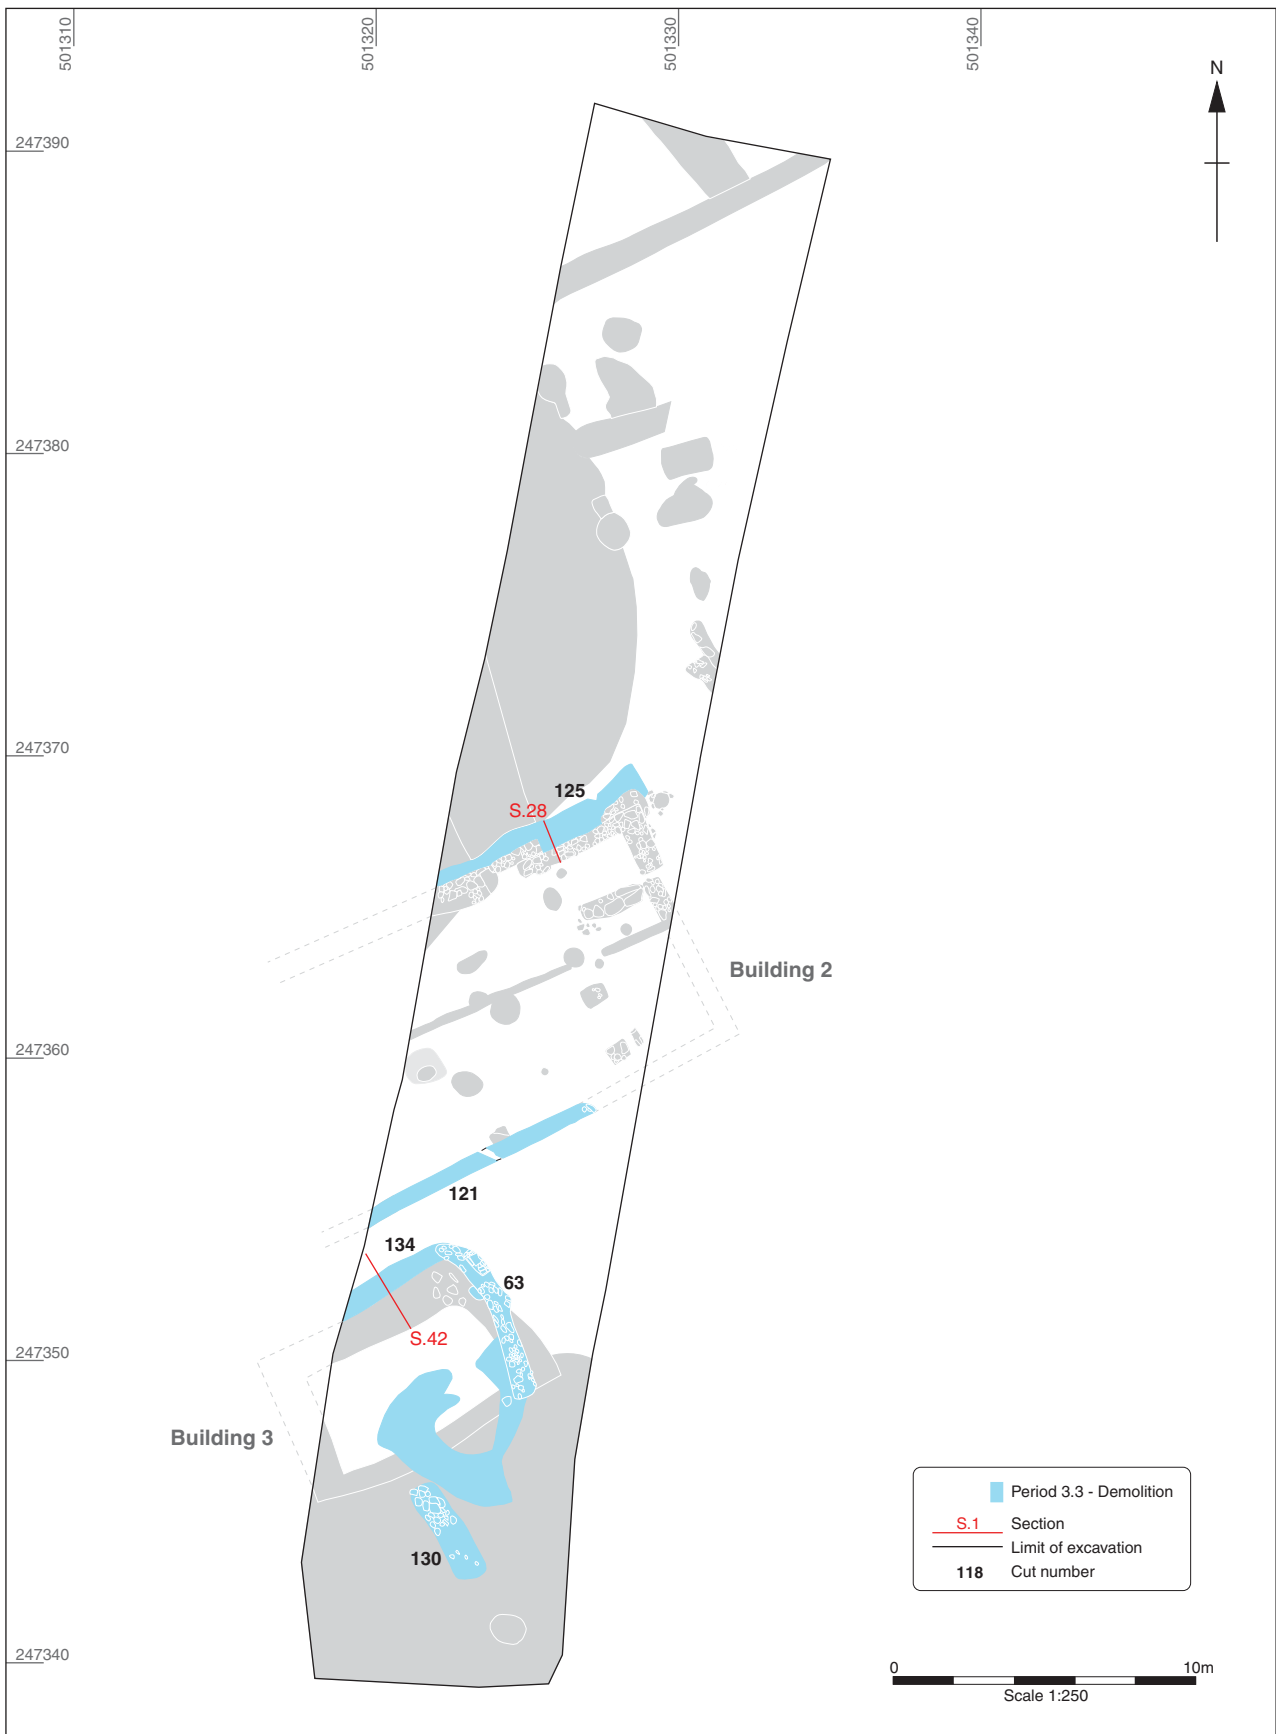 501310
501320
501330
501340
N
247390
247380
247370
125
S.28
Building 2
247360
121
134
63
S.42
247350
Building 3
130
247340
Period 3.3 - Demolition
S.1 Section
Limit of excavation
118 Cut number
0 10m
Scale 1:250